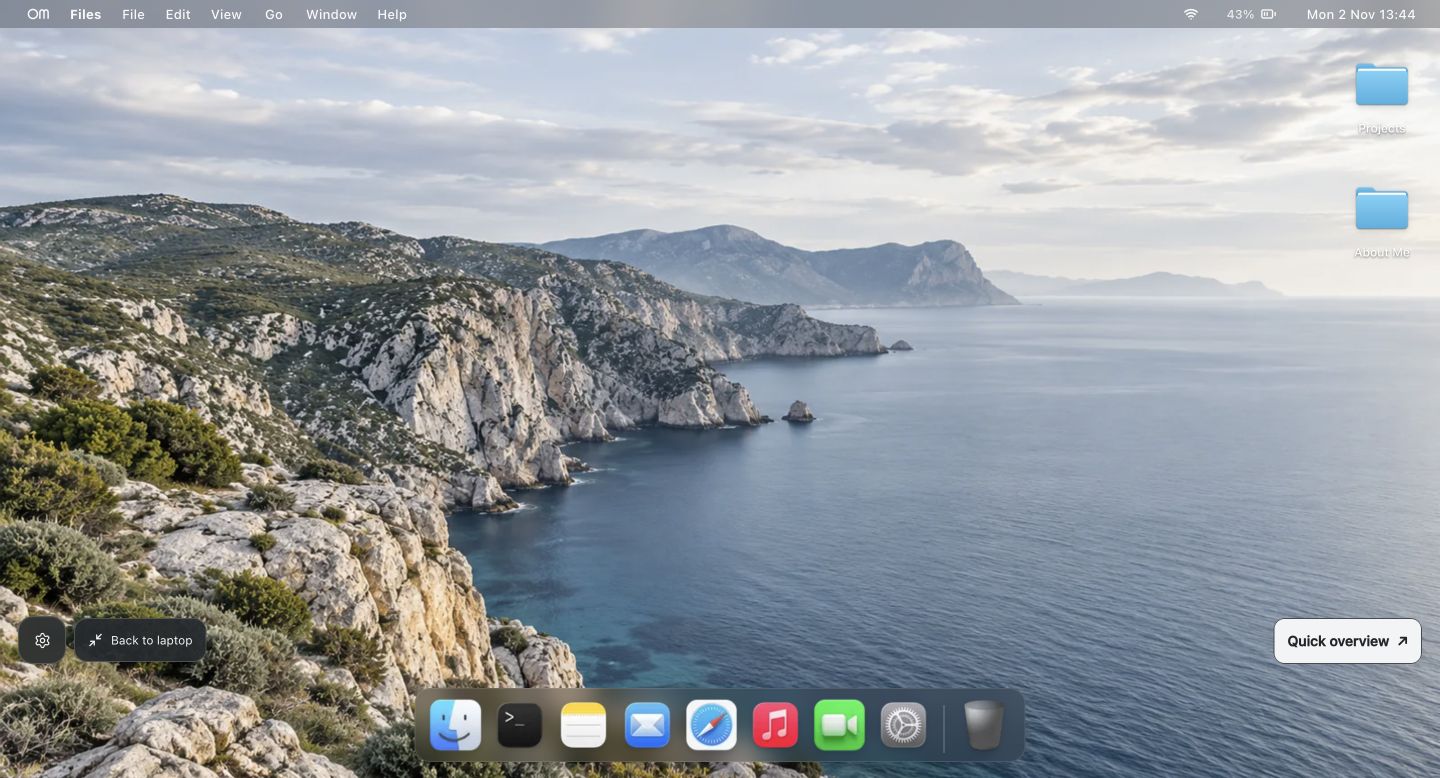 OM Files File Edit View Go Window Help 43% Mon 2 Nov 13:44
Projects
About Me
Back to laptop
Quick overview
>_